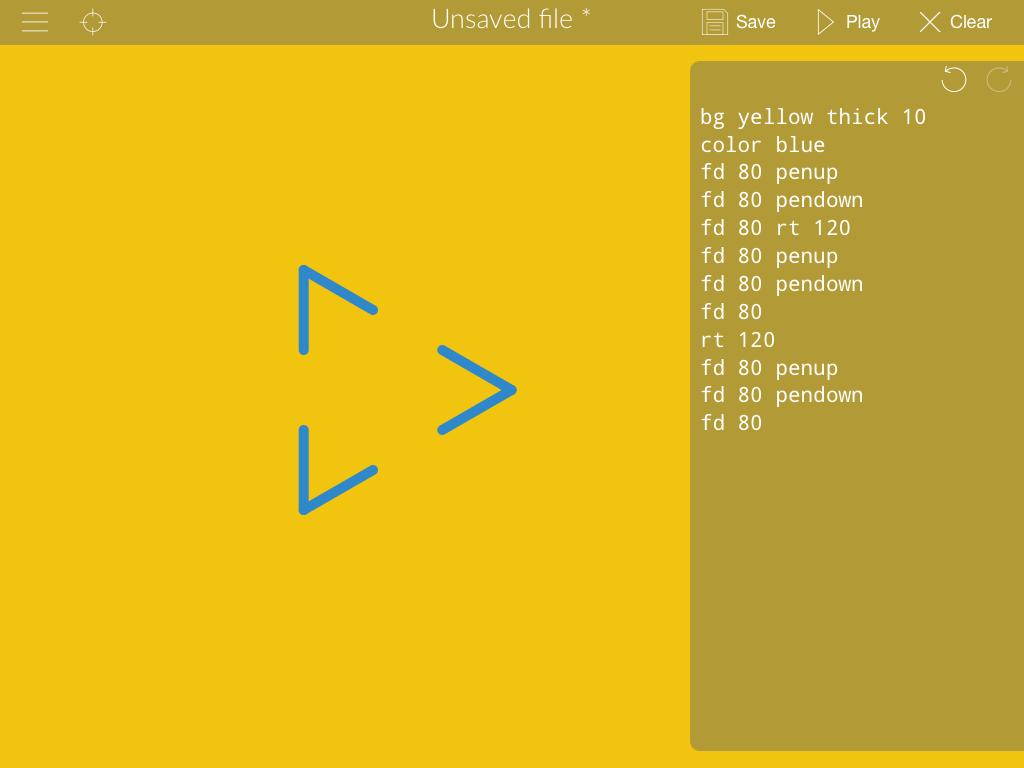 Unsaved file *
Save
Play
Clear
bg yellow thick 10
color blue
fd 80 penup
fd 80 pendown
fd 80 rt 120
fd 80 penup
fd 80 pendown
fd 80
rt 120
fd 80 penup
fd 80 pendown
fd 80